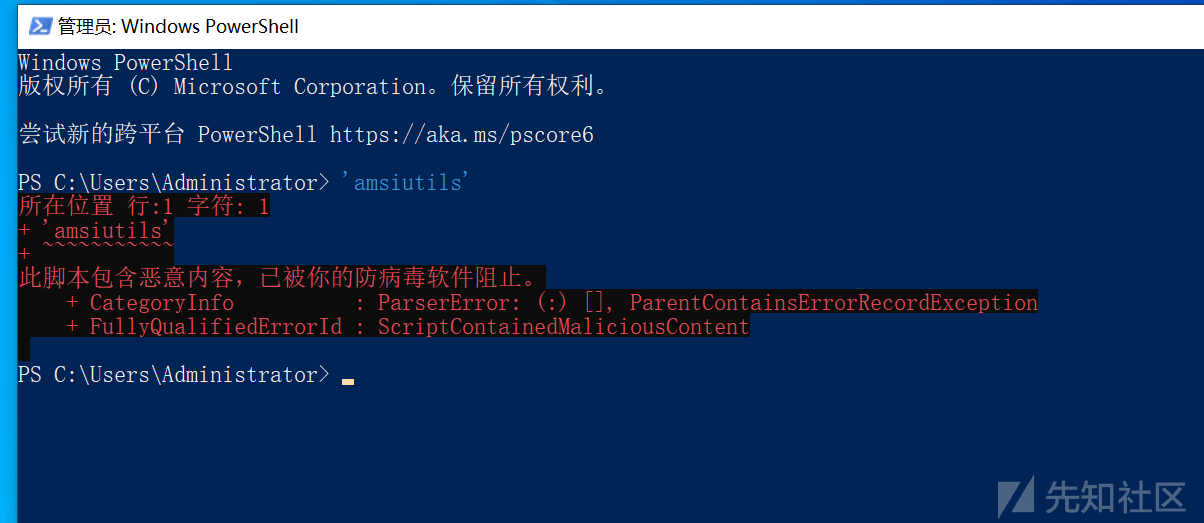 管理员: Windows PowerShell
Windows PowerShell
版权所有 (C) Microsoft Corporation。保留所有权利。
尝试新的跨平台 PowerShell https://aka.ms/pscore6
PS C:\Users\Administrator> 'amsiutils'
所在位置 行:1 字符: 1
+ 'amsiutils'
+ ~~~~~~~~~~~
此脚本包含恶意内容，已被你的防病毒软件阻止。
    + CategoryInfo          : ParserError: (:) [], ParentContainsErrorRecordException
    + FullyQualifiedErrorId : ScriptContainedMaliciousContent
PS C:\Users\Administrator>
先知社区